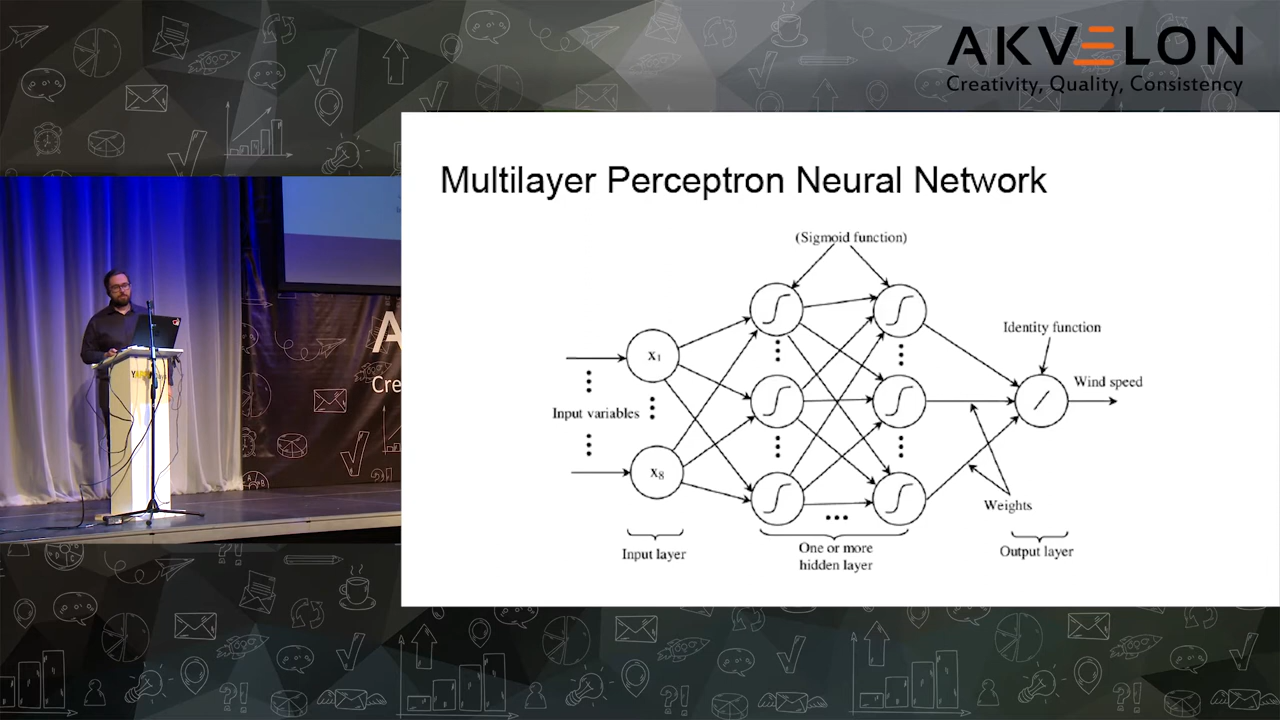 AKVELON
Creativity, Quality, Consistency
Multilayer Perceptron Neural Network
(Sigmoid function)
Identity function
x1
Wind speed
Input variables
x8
Weights
Input layer
One or more
hidden layer
Output layer
A
Cre